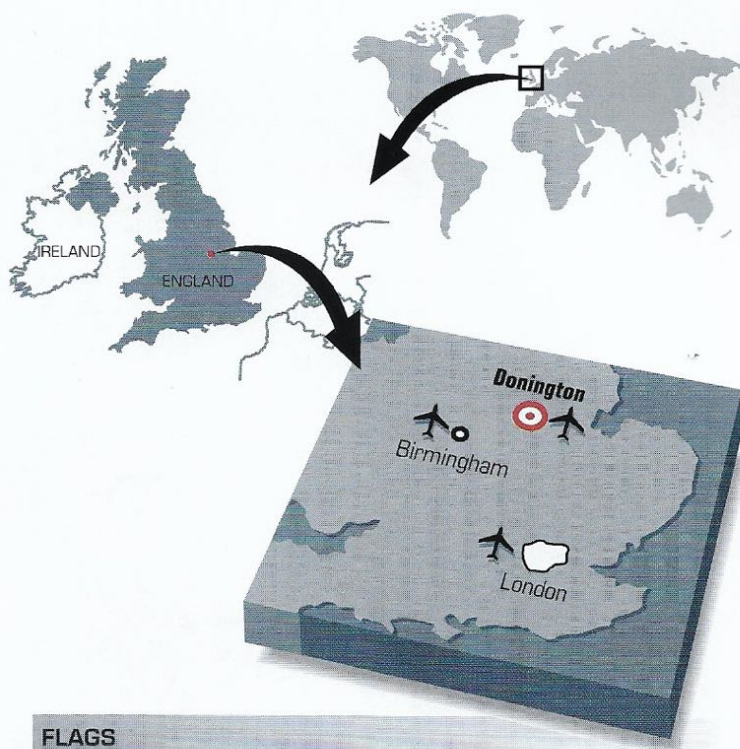 IRELAND
ENGLAND
Donington
Birmingham
London
FLAGS